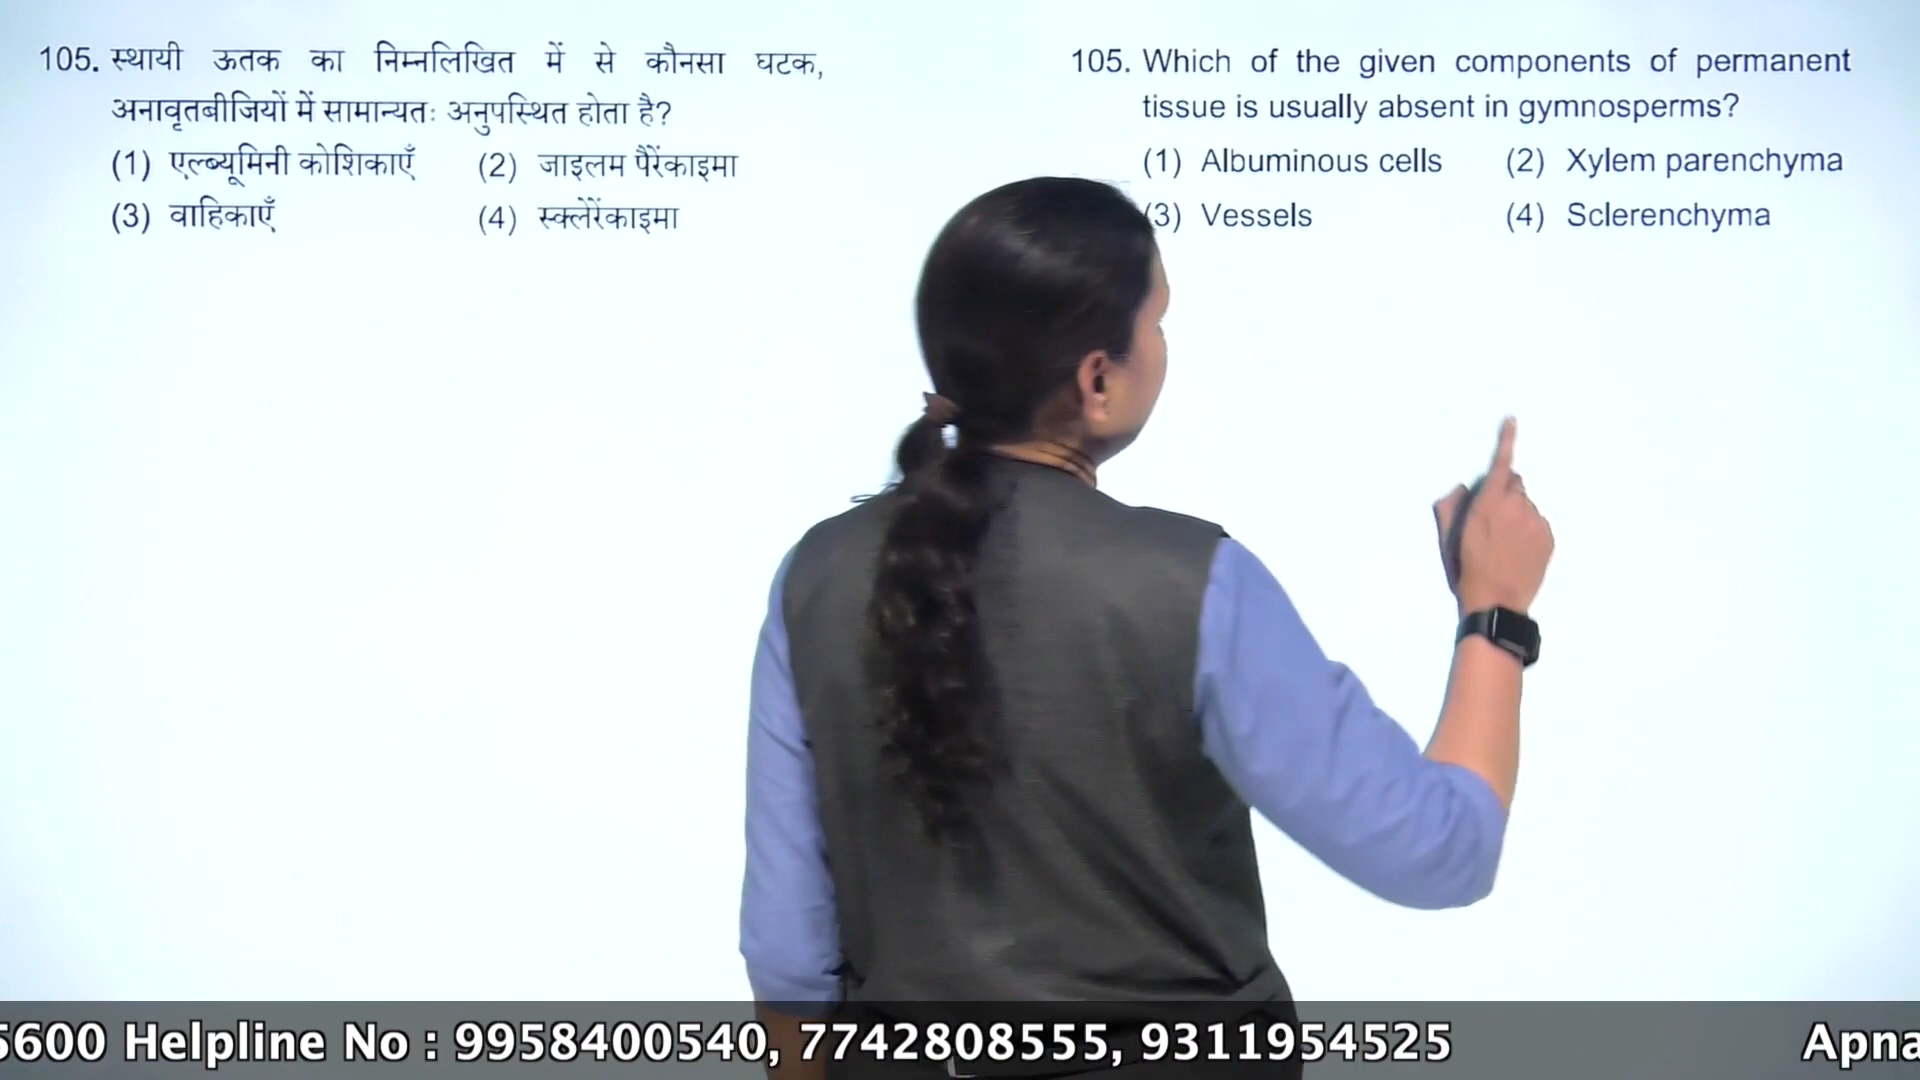 105. स्थायी ऊतक का निम्नलिखित में से कौनसा घटक,
अनावृतबीजियों में सामान्यतः अनुपस्थित होता है?
(1) एल्ब्यूमिनी कोशिकाएँ (2) जाइलम पैरेंकाइमा
(3) वाहिकाएँ (4) स्क्लेरेंकाइमा
105. Which of the given components of permanent
tissue is usually absent in gymnosperms?
(1) Albuminous cells (2) Xylem parenchyma
(3) Vessels (4) Sclerenchyma
5600 Helpline No : 9958400540, 7742808555, 9311954525 Apna